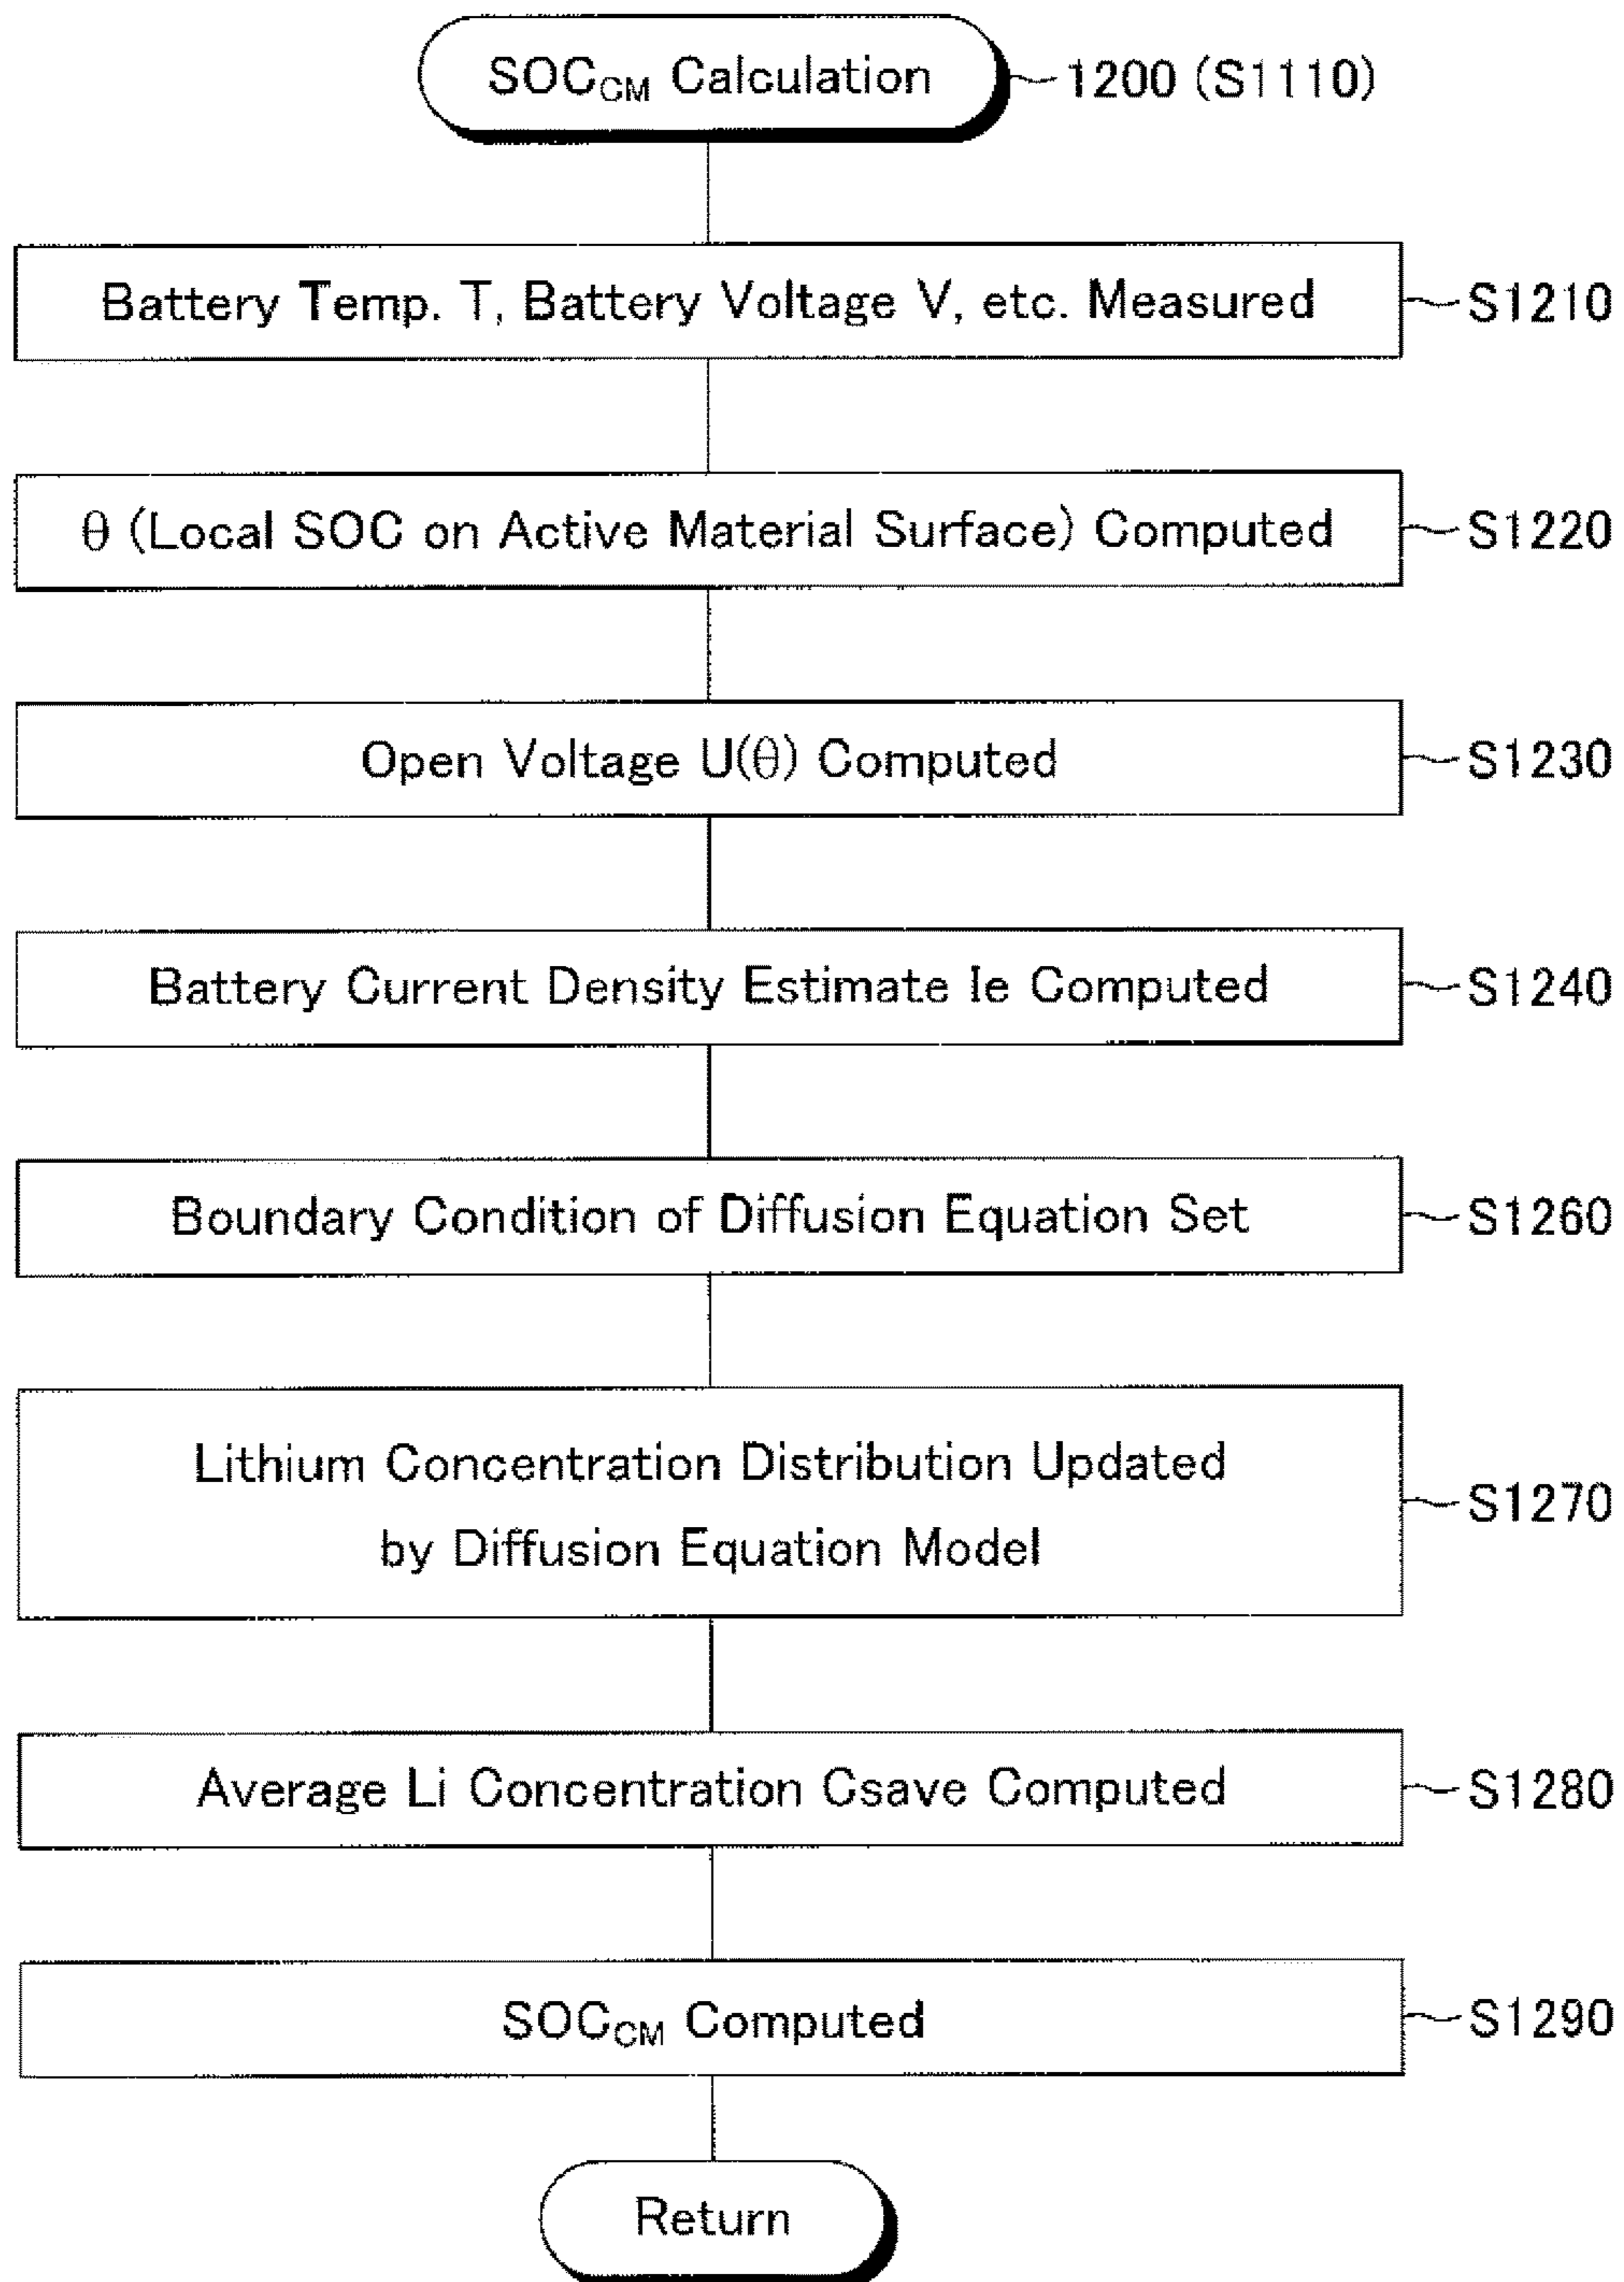 SOC_CM Calculation 1200 (S1110)
Battery Temp. T, Battery Voltage V, etc. Measured S1210
θ (Local SOC on Active Material Surface) Computed S1220
Open Voltage U(θ) Computed S1230
Battery Current Density Estimate Ie Computed S1240
Boundary Condition of Diffusion Equation Set S1260
Lithium Concentration Distribution Updated
by Diffusion Equation Model
S1270
Average Li Concentration Csave Computed S1280
SOC_CM Computed S1290
Return